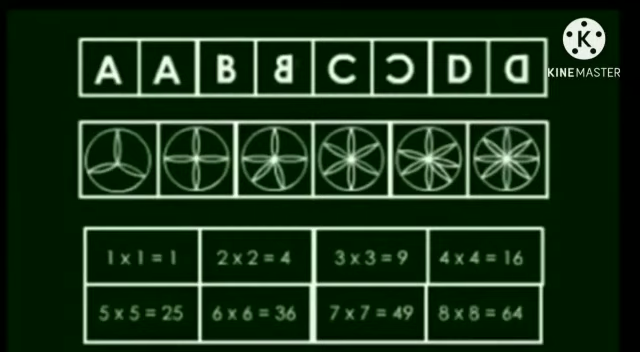 A A B B C C D D
K
KINEMASTER
1 x 1 = 1 2 x 2 = 4 3 x 3 = 9 4 x 4 = 16
5 x 5 = 25 6 x 6 = 36 7 x 7 = 49 8 x 8 = 64